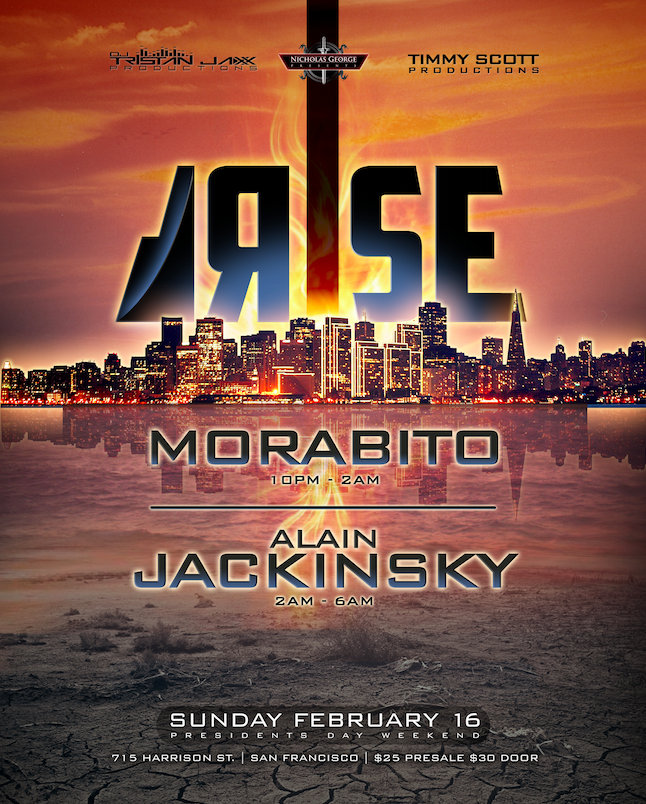 DJ
TRISTAN JAXX
PRODUCTIONS
NICHOLAS GEORGE
PRESENTS
TIMMY SCOTT
PRODUCTIONS
ARISE
MORABITO
10PM - 2AM
ALAIN
JACKINSKY
2AM - 6AM
SUNDAY FEBRUARY 16
PRESIDENTS DAY WEEKEND
715 HARRISON ST. | SAN FRANCISCO | $25 PRESALE $30 DOOR